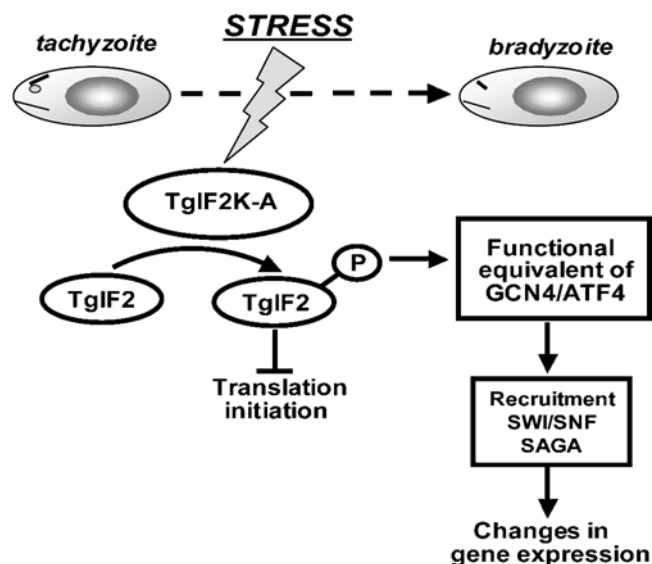 STRESS
tachyzoite
bradyzoite
TgIF2K-A
TgIF2
TgIF2
P
Translation
initiation
Functional
equivalent of
GCN4/ATF4
Recruitment
SWI/SNF
SAGA
Changes in
gene expression